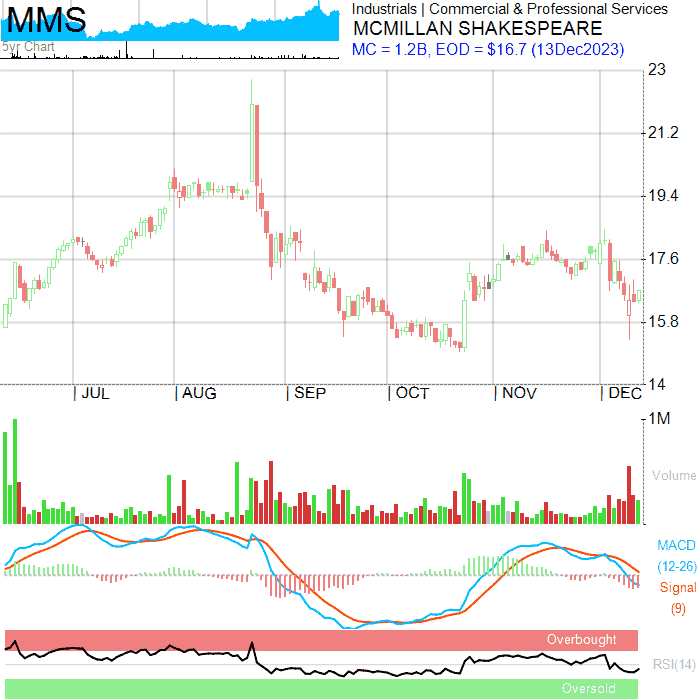 MMS
5yr Chart
Industrials | Commercial & Professional Services
MCMILLAN SHAKESPEARE
MC = 1.2B, EOD = $16.7 (13Dec2023)
23
21.2
19.4
17.6
15.8
14
| JUL | AUG | SEP | OCT | NOV | DEC
1M
Volume
MACD
(12-26)
Signal
(9)
Overbought
RSI(14)
Oversold